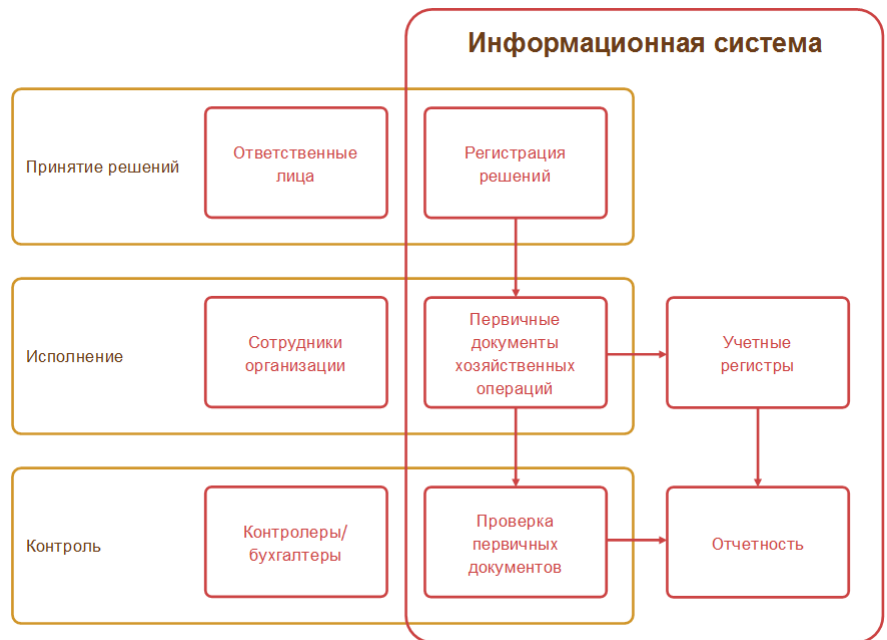 Информационная система
Принятие решений
Ответственные
лица
Регистрация
решений
Исполнение
Сотрудники
организации
Первичные
документы
хозяйственных
операций
Учетные
регистры
Контроль
Контролеры/
бухгалтеры
Проверка
первичных
документов
Отчетность